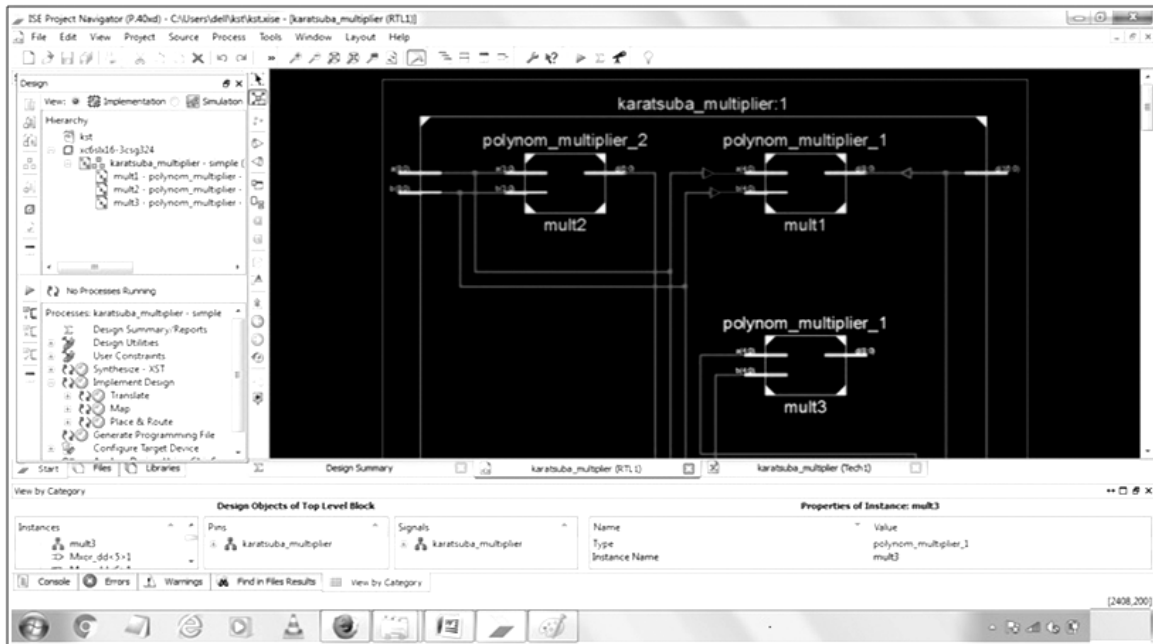 ISE Project Navigator (P.40xd) - C:\Users\dell\kst\kst.xise - [karatsuba_multiplier (RTL1)]
File Edit View Project Source Process Tools Window Layout Help
Design
View: Implementation Simulation
Hierarchy
kst
xc6slx16-3csg324
karatsuba_multiplier - simple (
mult1 - polynom_multiplier -
mult2 - polynom_multiplier -
mult3 - polynom_multiplier -
No Processes Running
Processes: karatsuba_multiplier - simple
Design Summary/Reports
Design Utilities
User Constraints
Synthesize - XST
Implement Design
Translate
Map
Place & Route
Generate Programming File
Configure Target Device
Start Files Libraries
karatsuba_multiplier:1
polynom_multiplier_2 polynom_multiplier_1
mult2 mult1
polynom_multiplier_1
mult3
Design Summary karatsuba_multiplier (RTL1) karatsuba_multiplier (Tech1)
View by Category
Design Objects of Top Level Block Properties of Instance: mult3
Instances Pins Signals Name Value
mult3 karatsuba_multiplier karatsuba_multiplier Type polynom_multiplier_1
Mxor_dd<5>1 Instance Name mult3
Console Errors Warnings Find in Files Results View by Category
[2408,200]